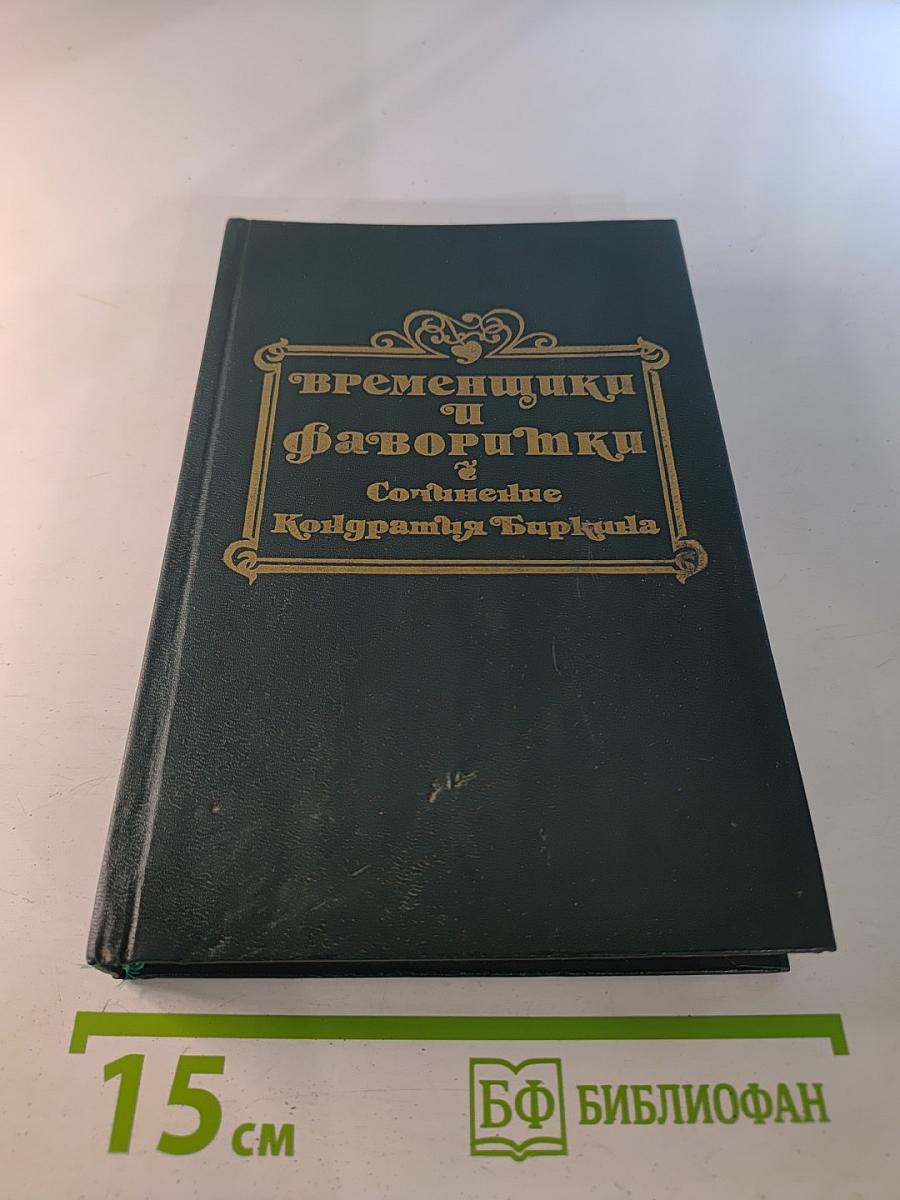 Временщики
и
фаворитки
Сочинение
Кондратия Биркина
15 см
БФ БИБЛИОФАН